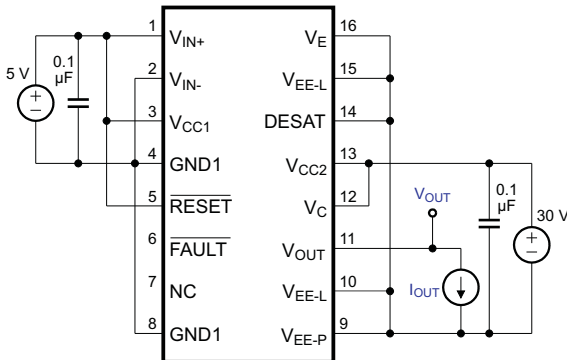 1 V_IN+ V_E 16
2 V_IN- V_EE-L 15
5 V 0.1 µF
3 V_CC1 DESAT 14
4 GND1 V_CC2 13
5 RESET V_C 12
V_OUT 0.1 µF 30 V
6 FAULT V_OUT 11
7 NC V_EE-L 10
I_OUT
8 GND1 V_EE-P 9